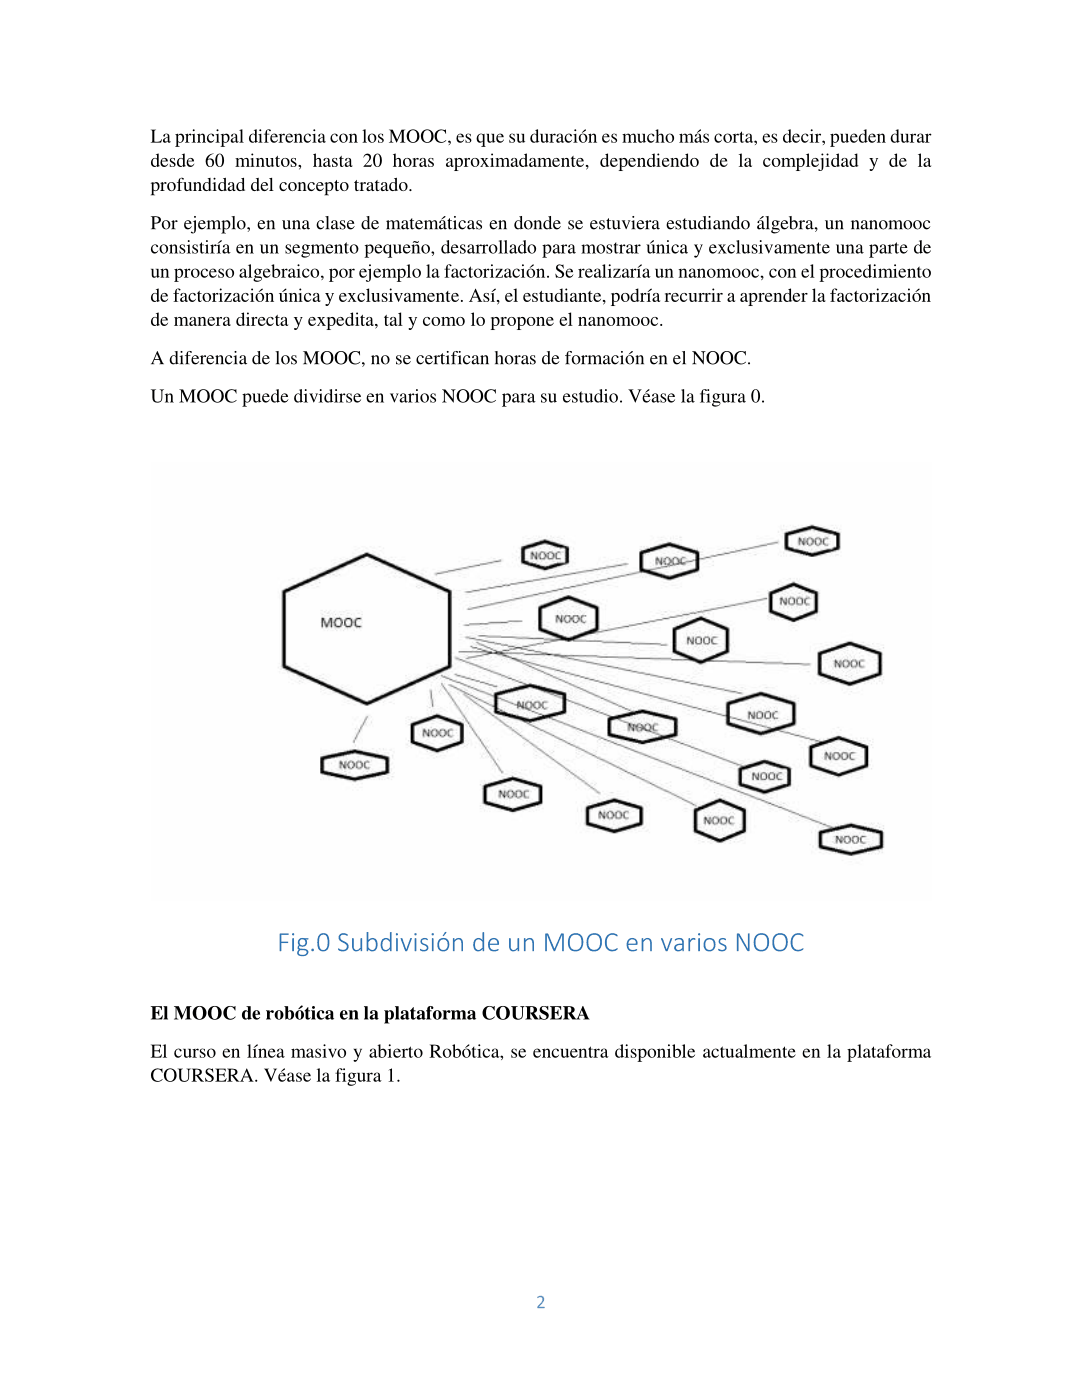 La principal diferencia con los MOOC, es que su duración es mucho más corta, es decir, pueden durar
desde 60 minutos, hasta 20 horas aproximadamente, dependiendo de la complejidad y de la
profundidad del concepto tratado.
Por ejemplo, en una clase de matemáticas en donde se estuviera estudiando álgebra, un nanomooc
consistiría en un segmento pequeño, desarrollado para mostrar única y exclusivamente una parte de
un proceso algebraico, por ejemplo la factorización. Se realizaría un nanomooc, con el procedimiento
de factorización única y exclusivamente. Así, el estudiante, podría recurrir a aprender la factorización
de manera directa y expedita, tal y como lo propone el nanomooc.
A diferencia de los MOOC, no se certifican horas de formación en el NOOC.
Un MOOC puede dividirse en varios NOOC para su estudio. Véase la figura 0.
NOOC
NOOC
NOOC
NOOC
MOOC
NOOC
NOOC
NOOC
NOOC
NOOC
NOOC
NOOC
NOOC
NOOC
NOOC
NOOC
NOOC
NOOC
NOOC
Fig.0 Subdivisión de un MOOC en varios NOOC
El MOOC de robótica en la plataforma COURSERA
El curso en línea masivo y abierto Robótica, se encuentra disponible actualmente en la plataforma
COURSERA. Véase la figura 1.
2